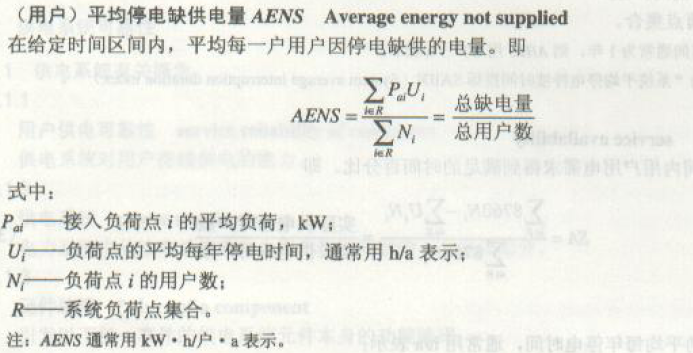 （用户）平均停电缺供电量 AENS Average energy not supplied
在给定时间区间内，平均每一户用户因停电缺供的电量。即
AENS = \frac{\sum_{i \in R} P_{ai} U_i}{\sum_{i \in R} N_i} = \frac{总缺电量}{总用户数}
式中：
P_{ai}——接入负荷点 i 的平均负荷，kW；
U_i——负荷点的平均每年停电时间，通常用 h/a 表示；
N_i——负荷点 i 的用户数；
R——系统负荷点集合。
注：AENS 通常用 kW·h/户·a 表示。